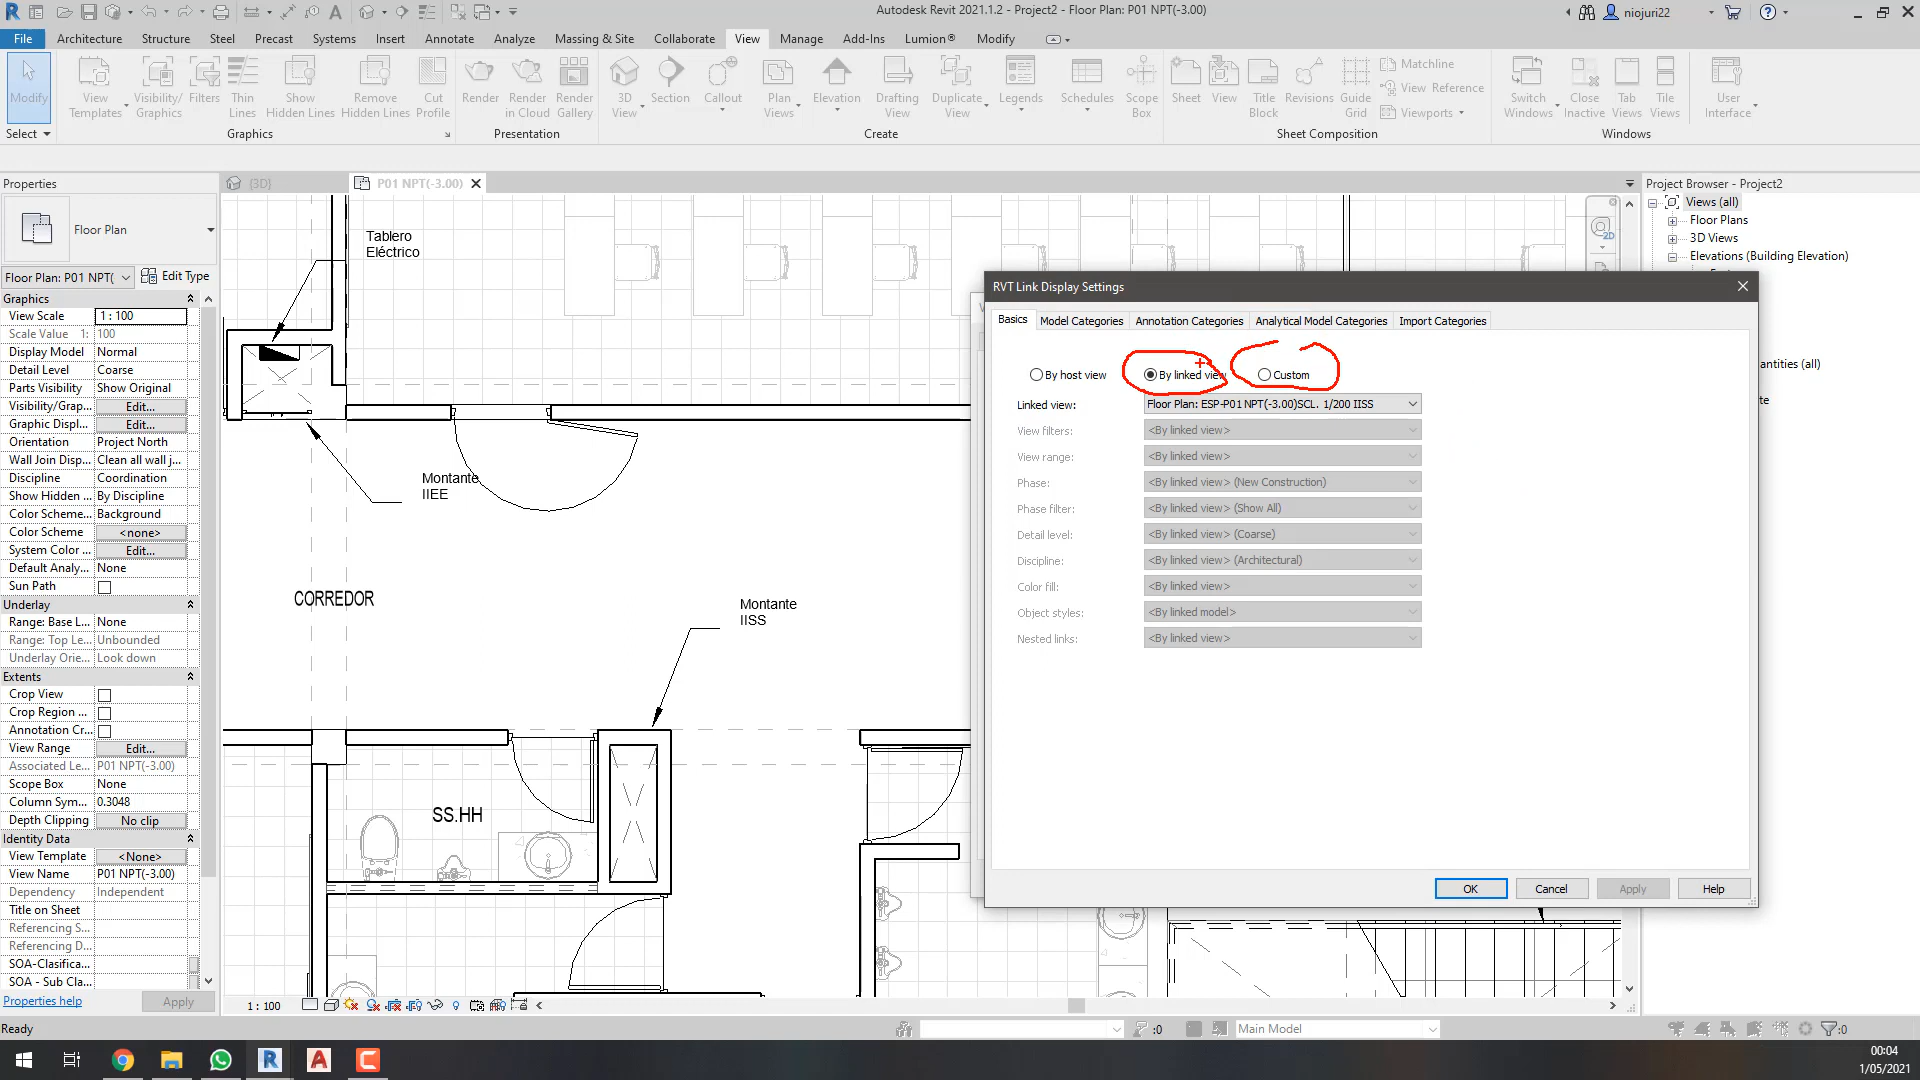 Autodesk Revit 2021.1.2 - Project2 - Floor Plan: P01 NPT(-3.00)
niojuri22
File Architecture Structure Steel Precast Systems Insert Annotate Analyze Massing & Site Collaborate View Manage Add-Ins Lumion® Modify
Modify
View Templates
Visibility/ Graphics
Filters
Thin Lines
Show Hidden Lines
Remove Hidden Lines
Cut Profile
Render
Render in Cloud
Render Gallery
3D View
Section
Callout
Plan Views
Elevation
Drafting View
Duplicate View
Legends
Schedules
Scope Box
Sheet
View
Title Block
Revisions
Guide Grid
Matchline
View Reference
Viewports
Switch Windows
Close Inactive
Tab Views
Tile Views
User Interface
Select
Graphics
Presentation
Create
Sheet Composition
Windows
Properties
{3D}
P01 NPT(-3.00)
Project Browser - Project2
Floor Plan
Floor Plan: P01 NPT(
Edit Type
Graphics
View Scale 1 : 100
Scale Value 1: 100
Display Model Normal
Detail Level Coarse
Parts Visibility Show Original
Visibility/Grap... Edit...
Graphic Displ... Edit...
Orientation Project North
Wall Join Disp... Clean all wall j...
Discipline Coordination
Show Hidden ... By Discipline
Color Scheme... Background
Color Scheme <none>
System Color ... Edit...
Default Analy... None
Sun Path
Underlay
Range: Base L... None
Range: Top Le... Unbounded
Underlay Orie... Look down
Extents
Crop View
Crop Region ...
Annotation Cr...
View Range Edit...
Associated Le... P01 NPT(-3.00)
Scope Box None
Column Sym... 0.3048
Depth Clipping No clip
Identity Data
View Template <None>
View Name P01 NPT(-3.00)
Dependency Independent
Title on Sheet
Referencing S...
Referencing D...
SOA-Clasifica...
SOA - Sub Cla...
Properties help
Apply
Tablero
Eléctrico
Montante
IIEE
CORREDOR
Montante
IISS
SS.HH
2D
Views (all)
Floor Plans
3D Views
Elevations (Building Elevation)
antities (all)
RVT Link Display Settings
Basics Model Categories Annotation Categories Analytical Model Categories Import Categories
By host view By linked view Custom
Linked view: Floor Plan: ESP-P01 NPT(-3.00)SCL. 1/200 IISS
View filters: <By linked view>
View range: <By linked view>
Phase: <By linked view> (New Construction)
Phase filter: <By linked view> (Show All)
Detail level: <By linked view> (Coarse)
Discipline: <By linked view> (Architectural)
Color fill: <By linked view>
Object styles: <By linked model>
Nested links: <By linked view>
OK Cancel Apply Help
1 : 100
Ready
:0
Main Model
:0
00:04
1/05/2021